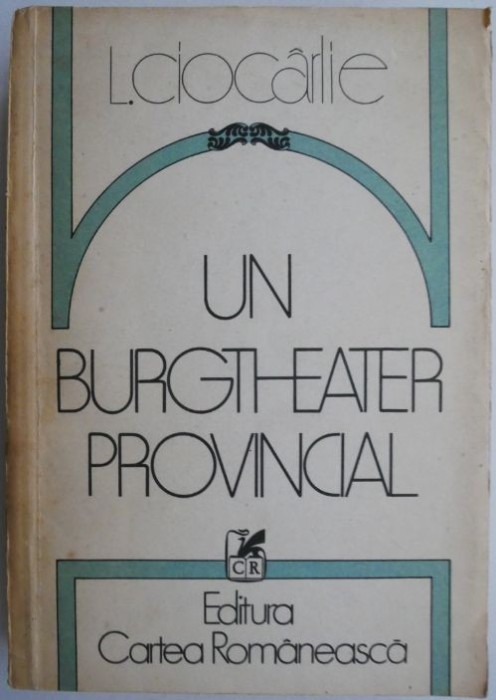 L.ciocârlie
UN
BURGTHEATER
PROVINCIAL
CR
Editura
Cartea Românească